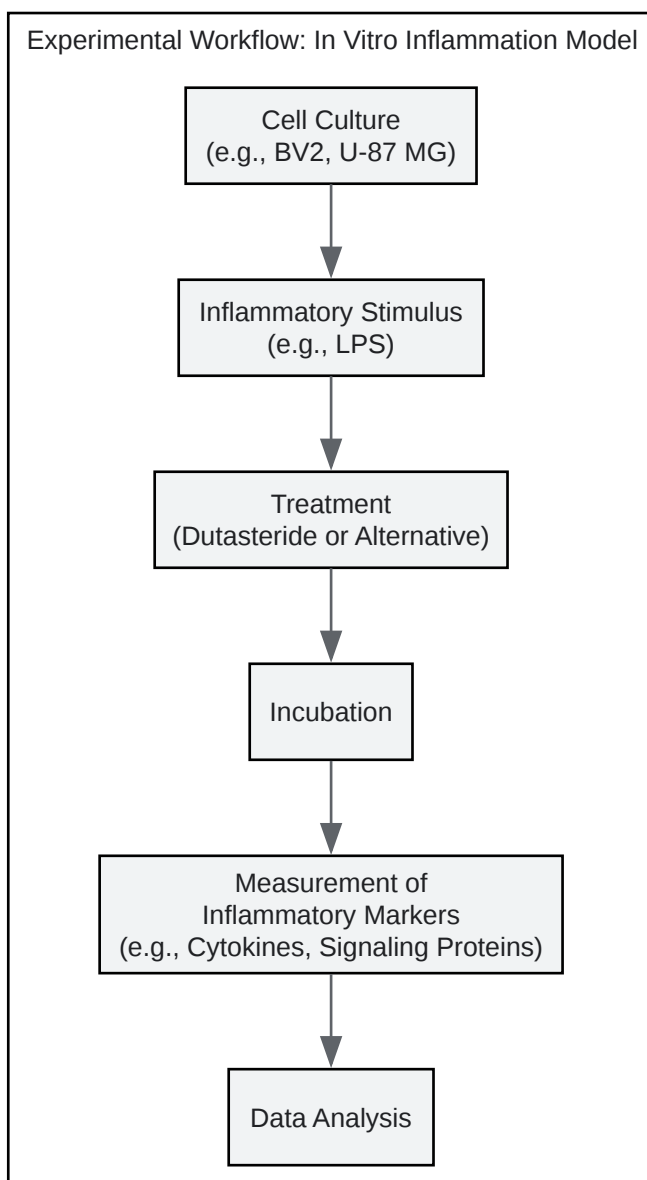 Experimental Workflow: In Vitro Inflammation Model
Cell Culture
(e.g., BV2, U-87 MG)
Inflammatory Stimulus
(e.g., LPS)
Treatment
(Dutasteride or Alternative)
Incubation
Measurement of
Inflammatory Markers
(e.g., Cytokines, Signaling Proteins)
Data Analysis